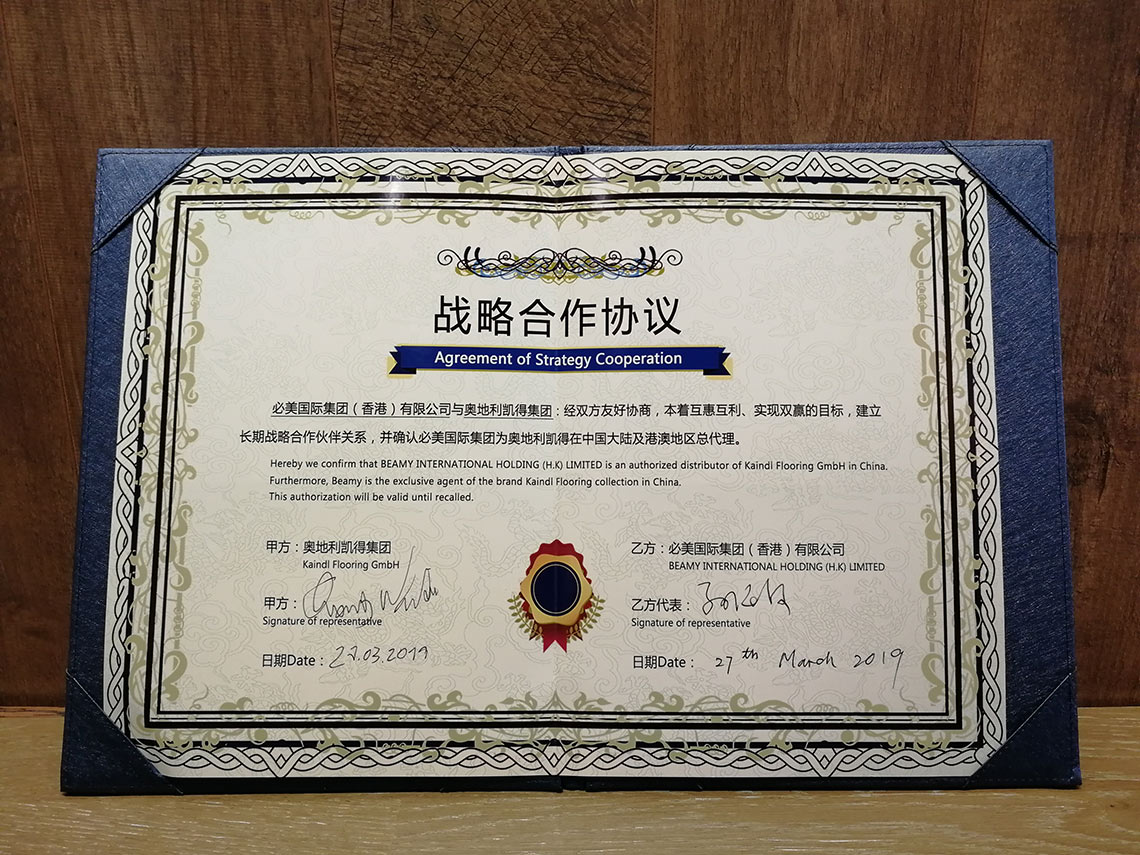 战略合作协议
Agreement of Strategy Cooperation
必美国际集团（香港）有限公司与奥地利凯得集团：经双方友好协商，本着互惠互利、实现双赢的目标，建立
长期战略合作伙伴关系，并确认必美国际集团为奥地利凯得在中国大陆及港澳地区总代理。
Hereby we confirm that BEAMY INTERNATIONAL HOLDING (H.K) LIMITED is an authorized distributor of Kaindl Flooring GmbH in China.
Furthermore, Beamy is the exclusive agent of the brand Kaindl Flooring collection in China.
This authorization will be valid until recalled.
甲方：奥地利凯得集团
Kaindl Flooring GmbH
甲方：
Signature of representative
日期Date：27.03.2019
乙方：必美国际集团（香港）有限公司
BEAMY INTERNATIONAL HOLDING (H.K) LIMITED
乙方代表：
Signature of representative
日期Date： 27th March 2019